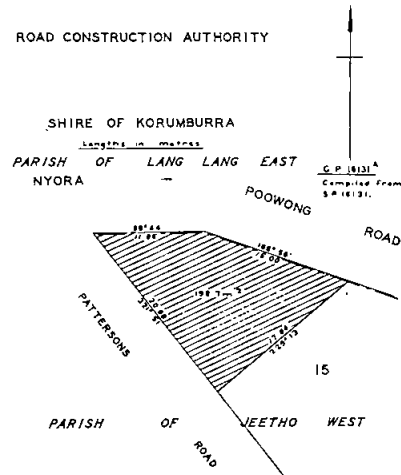 ROAD CONSTRUCTION AUTHORITY
SHIRE OF KORUMBURRA
Lengths in metres
PARISH OF LANG LANG EAST
NYORA
G.P. 16131 A
Compiled from
S.P. 16131.
POOWONG ROAD
PATTERSONS ROAD
15
PARISH OF JEETHO WEST